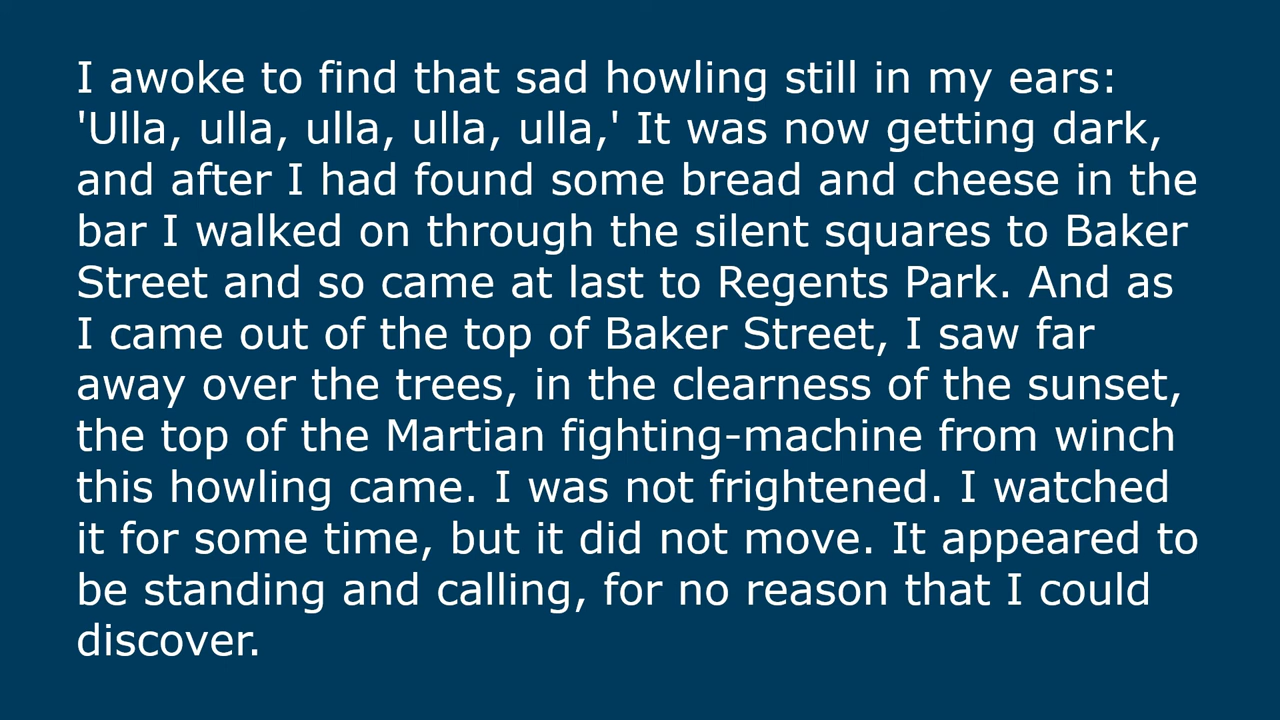 I awoke to find that sad howling still in my ears:
'Ulla, ulla, ulla, ulla, ulla,' It was now getting dark,
and after I had found some bread and cheese in the
bar I walked on through the silent squares to Baker
Street and so came at last to Regents Park. And as
I came out of the top of Baker Street, I saw far
away over the trees, in the clearness of the sunset,
the top of the Martian fighting-machine from winch
this howling came. I was not frightened. I watched
it for some time, but it did not move. It appeared to
be standing and calling, for no reason that I could
discover.